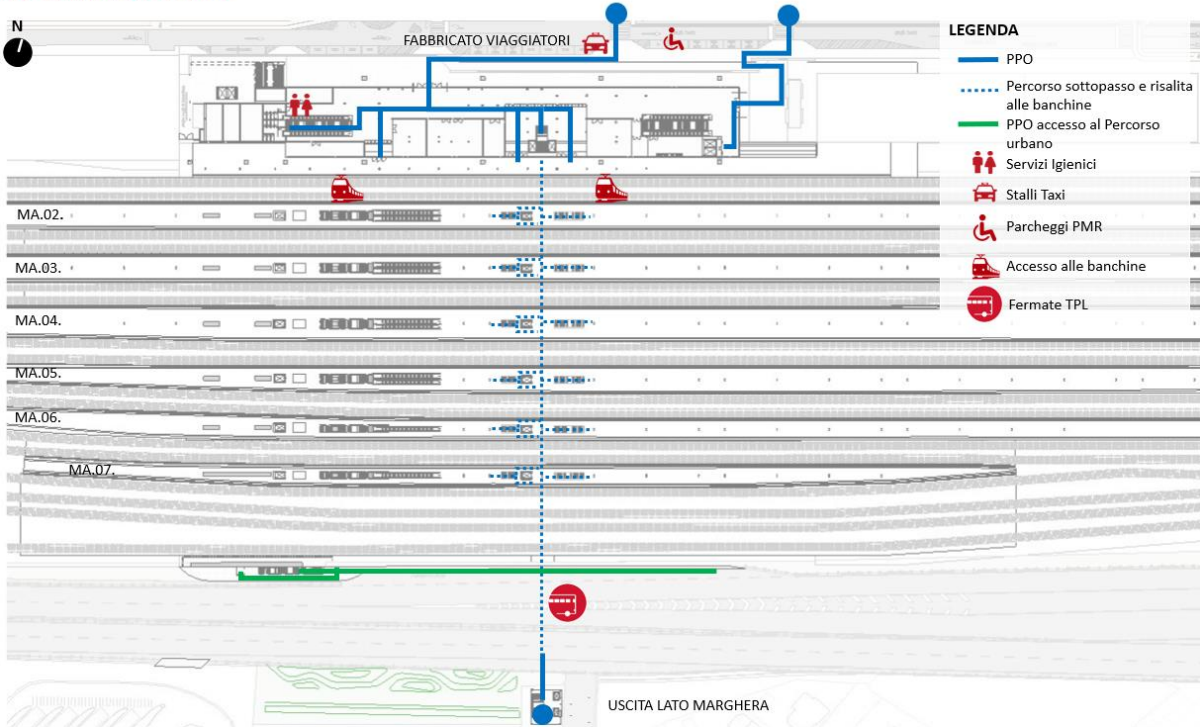 N
FABBRICATO VIAGGIATORI
LEGENDA
PPO
Percorso sottopasso e risalita
alle banchine
PPO accesso al Percorso
urbano
Servizi Igienici
Stalli Taxi
Parcheggi PMR
Accesso alle banchine
Fermate TPL
MA.02.
MA.03.
MA.04.
MA.05.
MA.06.
MA.07.
USCITA LATO MARGHERA